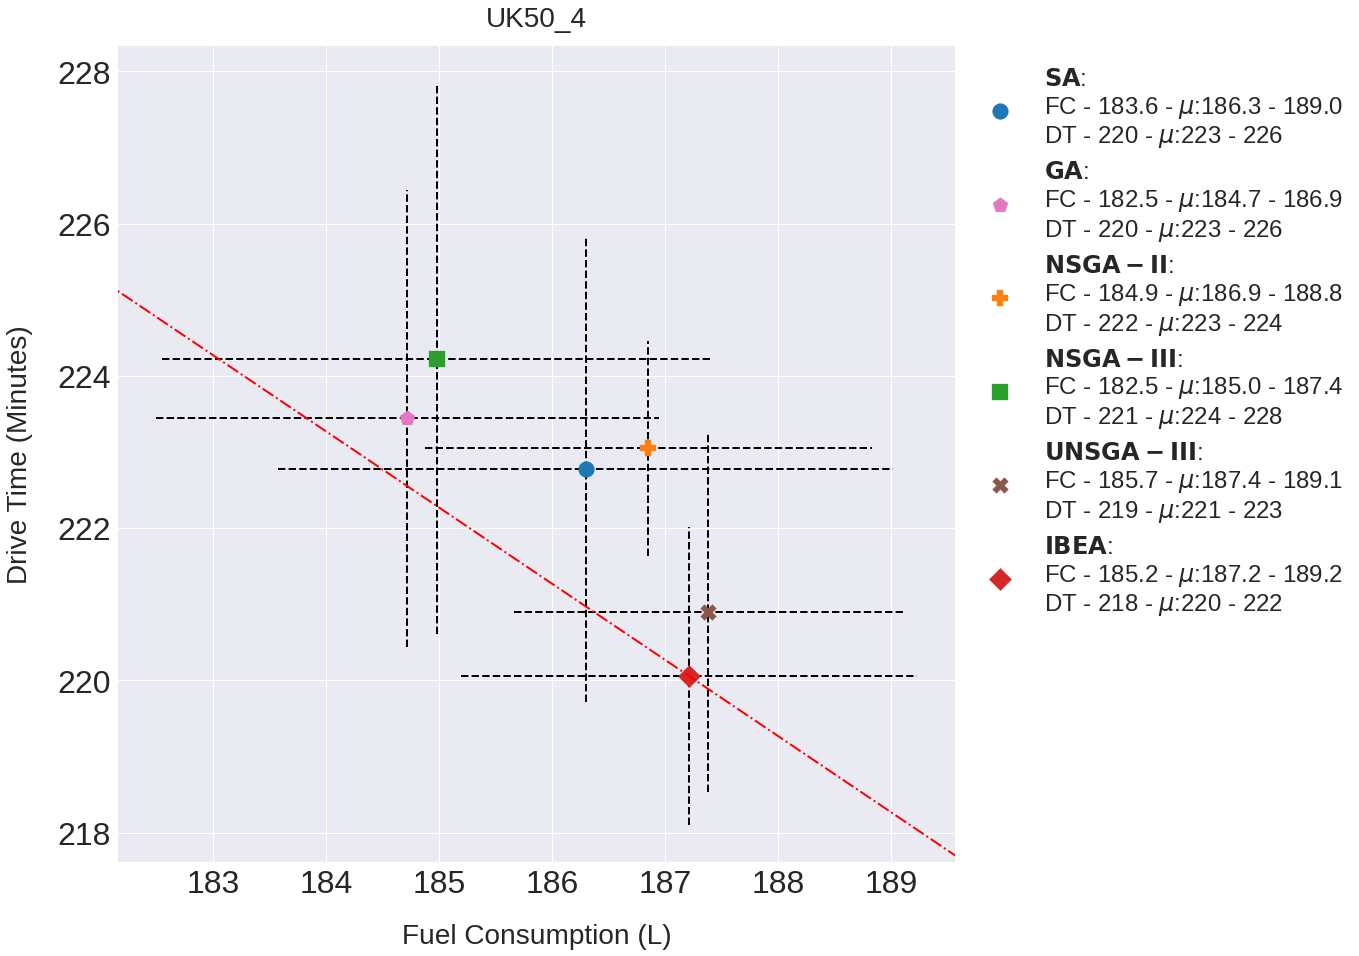 UK50_4
228
226
224
222
220
218
Drive Time (Minutes)
183 184 185 186 187 188 189
Fuel Consumption (L)
SA:
FC - 183.6 - μ:186.3 - 189.0
DT - 220 - μ:223 - 226
GA:
FC - 182.5 - μ:184.7 - 186.9
DT - 220 - μ:223 - 226
NSGA − II:
FC - 184.9 - μ:186.9 - 188.8
DT - 222 - μ:223 - 224
NSGA − III:
FC - 182.5 - μ:185.0 - 187.4
DT - 221 - μ:224 - 228
UNSGA − III:
FC - 185.7 - μ:187.4 - 189.1
DT - 219 - μ:221 - 223
IBEA:
FC - 185.2 - μ:187.2 - 189.2
DT - 218 - μ:220 - 222